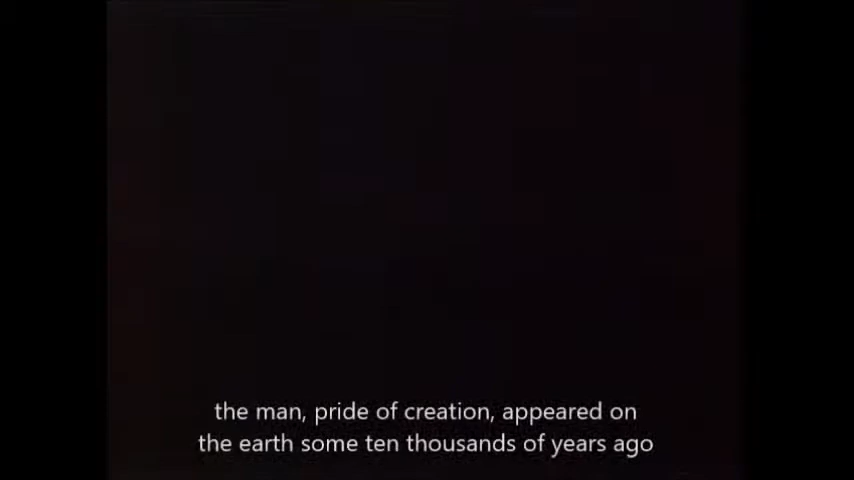 the man, pride of creation, appeared on
the earth some ten thousands of years ago